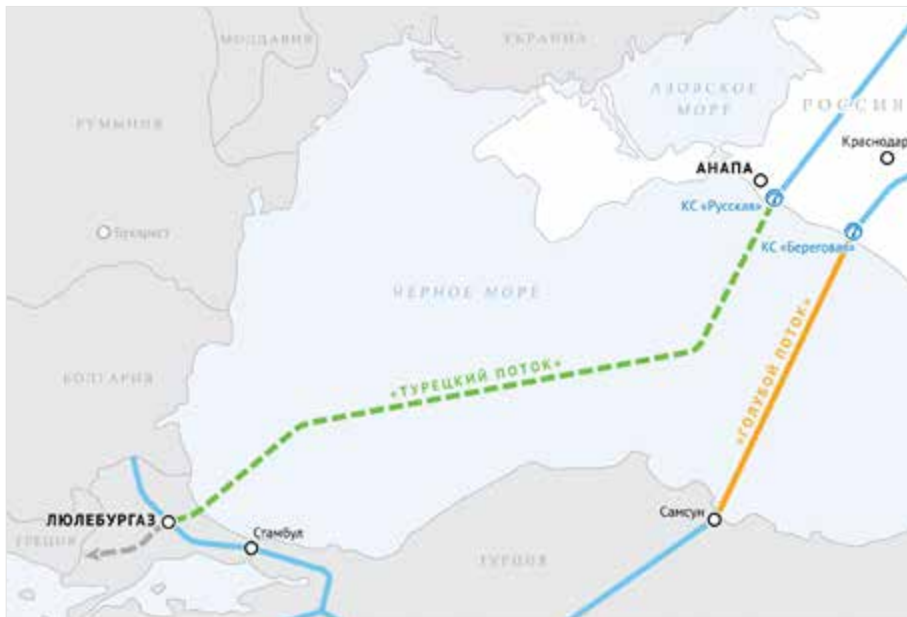 МОЛДАВИЯ
УКРАИНА
АЗОВСКОЕ
МОРЕ
РОССИЯ
РУМЫНИЯ
Краснодар
АНАПА
КС «Русская»
Бухарест
КС «Береговая»
ЧЕРНОЕ МОРЕ
«ТУРЕЦКИЙ ПОТОК»
«ГОЛУБОЙ ПОТОК»
БОЛГАРИЯ
ЛЮЛЕБУРГАЗ
Самсун
Стамбул
ГРЕЦИЯ
ТУРЦИЯ